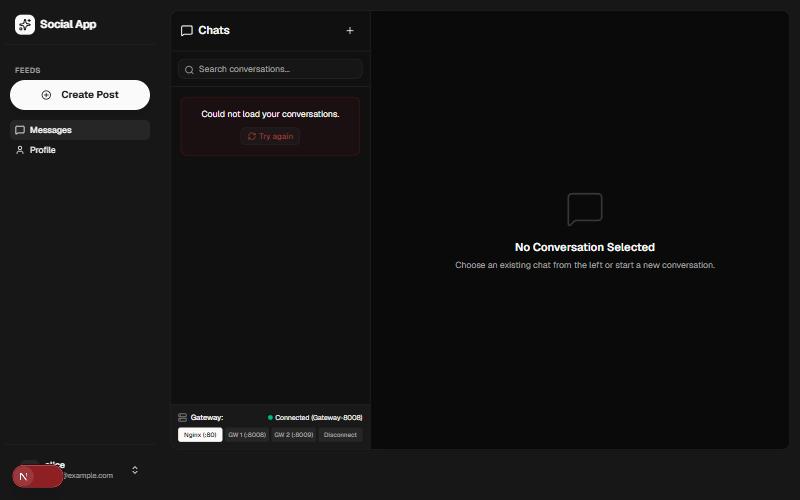 Social App
FEEDS
Create Post
Messages
Profile
Chats
Search conversations...
Could not load your conversations.
Try again
No Conversation Selected
Choose an existing chat from the left or start a new conversation.
Gateway:
Connected (Gateway-8008)
Nginx (:80)
GW 1 (:8008)
GW 2 (:8009)
Disconnect
@example.com
N